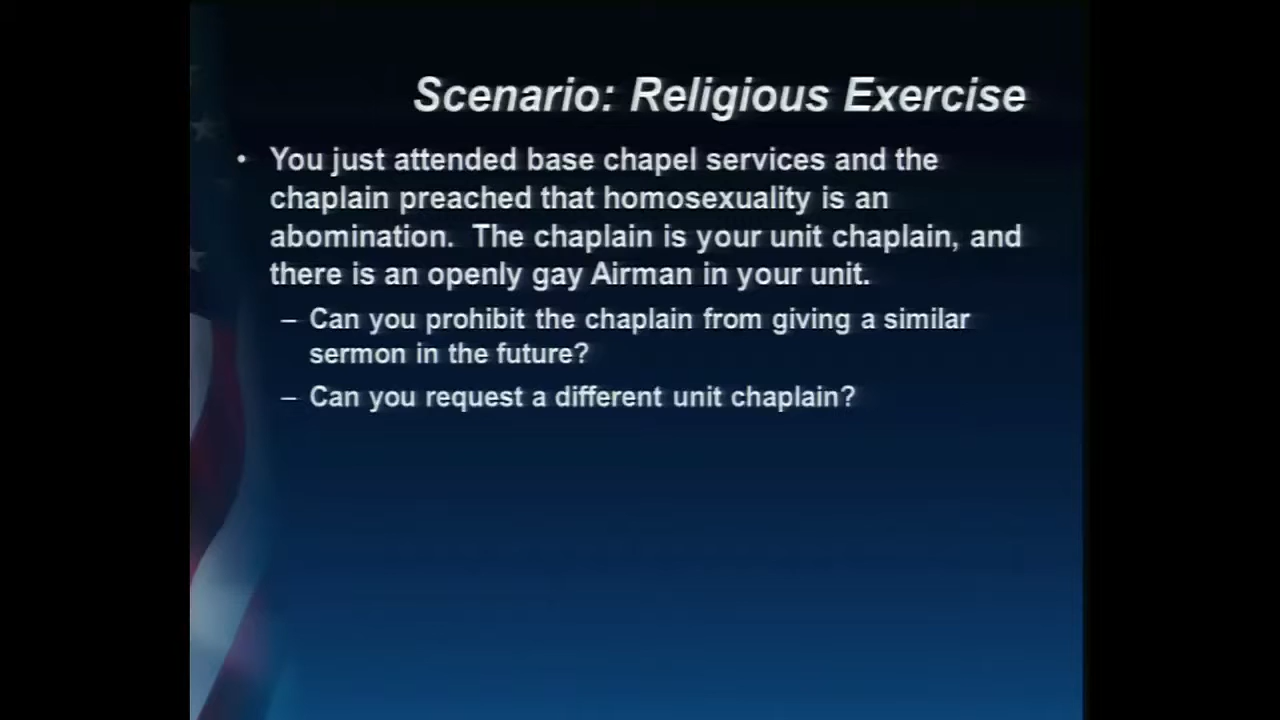 Scenario: Religious Exercise
• You just attended base chapel services and the
chaplain preached that homosexuality is an
abomination.  The chaplain is your unit chaplain, and
there is an openly gay Airman in your unit.
– Can you prohibit the chaplain from giving a similar
sermon in the future?
– Can you request a different unit chaplain?